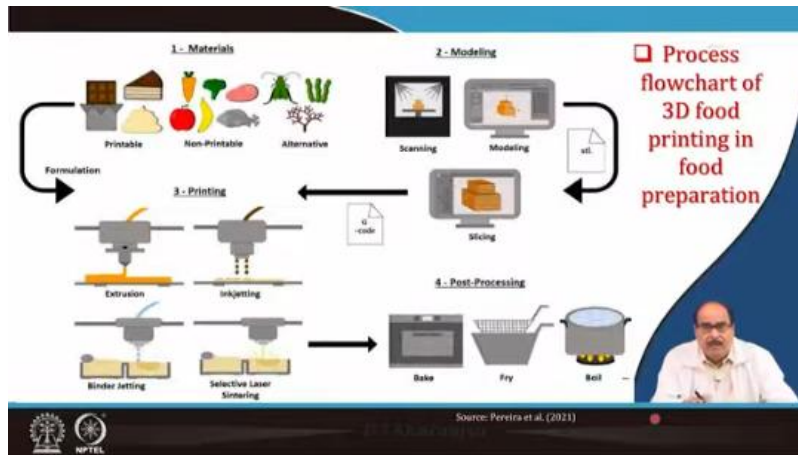 1 - Materials
2 - Modeling
❑ Process
flowchart of
3D food
printing in
food
preparation
Printable
Non-Printable
Alternative
Scanning
Modeling
stl.
Formulation
3 - Printing
G
-code
Slicing
Extrusion
Inkjetting
4 - Post-Processing
Binder Jetting
Selective Laser
Sintering
Bake
Fry
Boil
Source: Pereira et al. (2021)
NPTEL